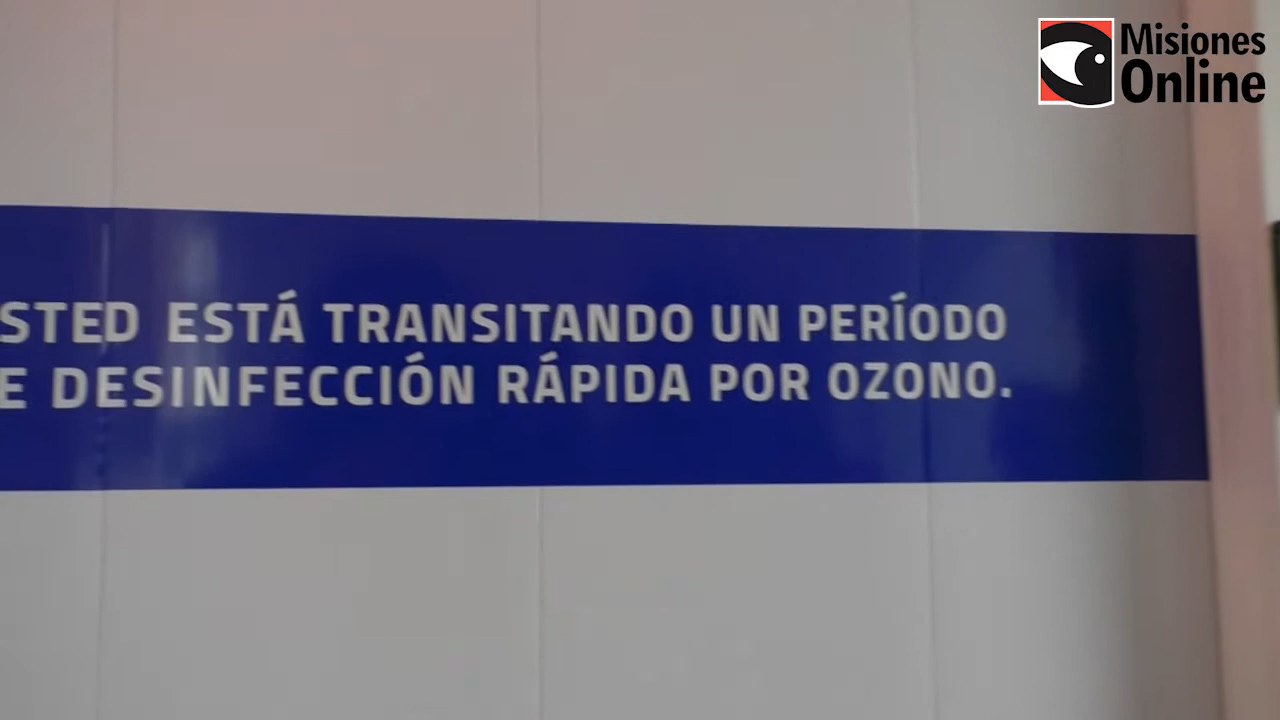 Misiones
Online
STED ESTÁ TRANSITANDO UN PERÍODO
E DESINFECCIÓN RÁPIDA POR OZONO.